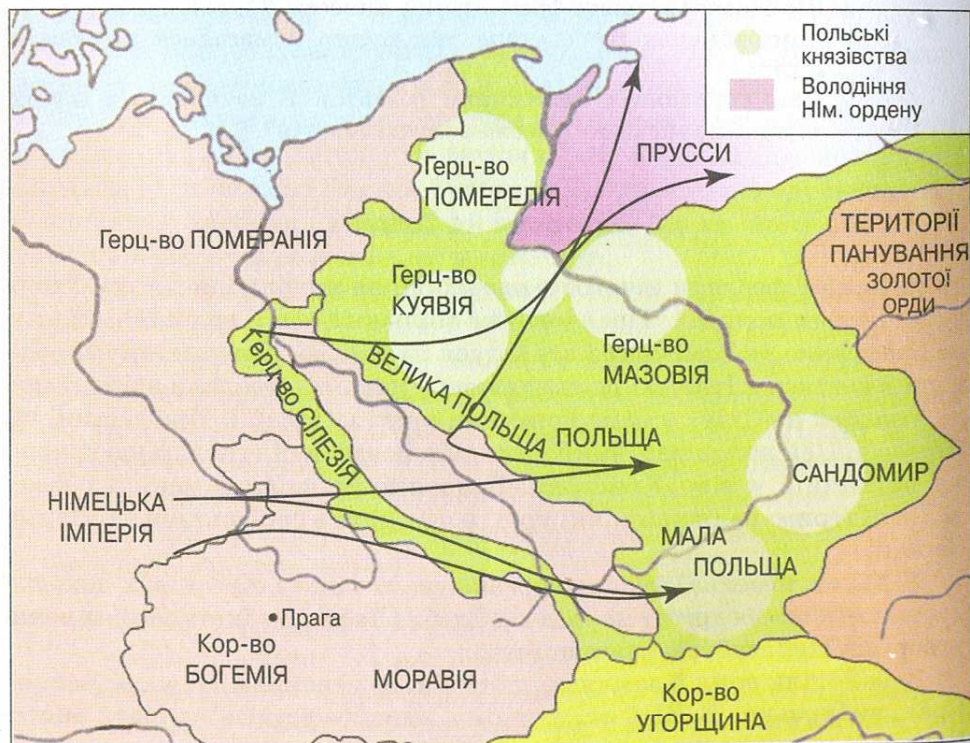 Польські
князівства
Володіння
Нім. ордену
ПРУССИ
Герц-во
ПОМЕРЕЛІЯ
Герц-во ПОМЕРАНІЯ
ТЕРИТОРІЇ
ПАНУВАННЯ
ЗОЛОТОЇ
ОРДИ
Герц-во
КУЯВІЯ
Герц-во
МАЗОВІЯ
Герц-во СІЛЕЗІЯ
ВЕЛИКА ПОЛЬЩА
ПОЛЬЩА
САНДОМИР
НІМЕЦЬКА
ІМПЕРІЯ
МАЛА
ПОЛЬЩА
Прага
Кор-во
БОГЕМІЯ
МОРАВІЯ
Кор-во
УГОРЩИНА